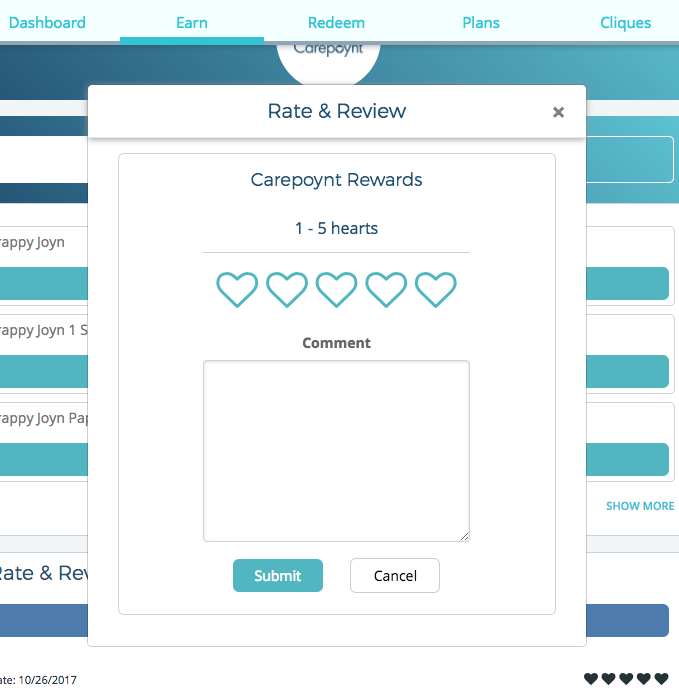 Dashboard Earn Redeem Plans Cliques
Carepoynt
Rate & Review ×
Carepoynt Rewards
1 - 5 hearts
rappy Joyn
rappy Joyn 1 S
Comment
rappy Joyn Pap
SHOW MORE
Rate & Rev
Submit Cancel
ate: 10/26/2017